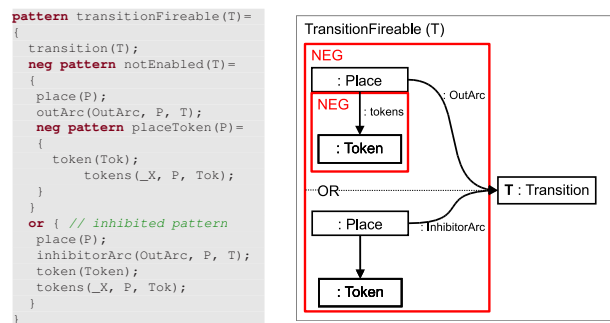 pattern transitionFireable(T)=
{
transition(T);
neg pattern notEnabled(T)=
{
place(P);
outArc(OutArc, P, T);
neg pattern placeToken(P)=
{
token(Tok);
tokens(_X, P, Tok);
}
}
or { // inhibited pattern
place(P);
inhibitorArc(OutArc, P, T);
token(Token);
tokens(_X, P, Tok);
}
}
TransitionFireable (T)
NEG
: Place
: OutArc
NEG
: tokens
: Token
OR
T : Transition
: Place
: InhibitorArc
: Token